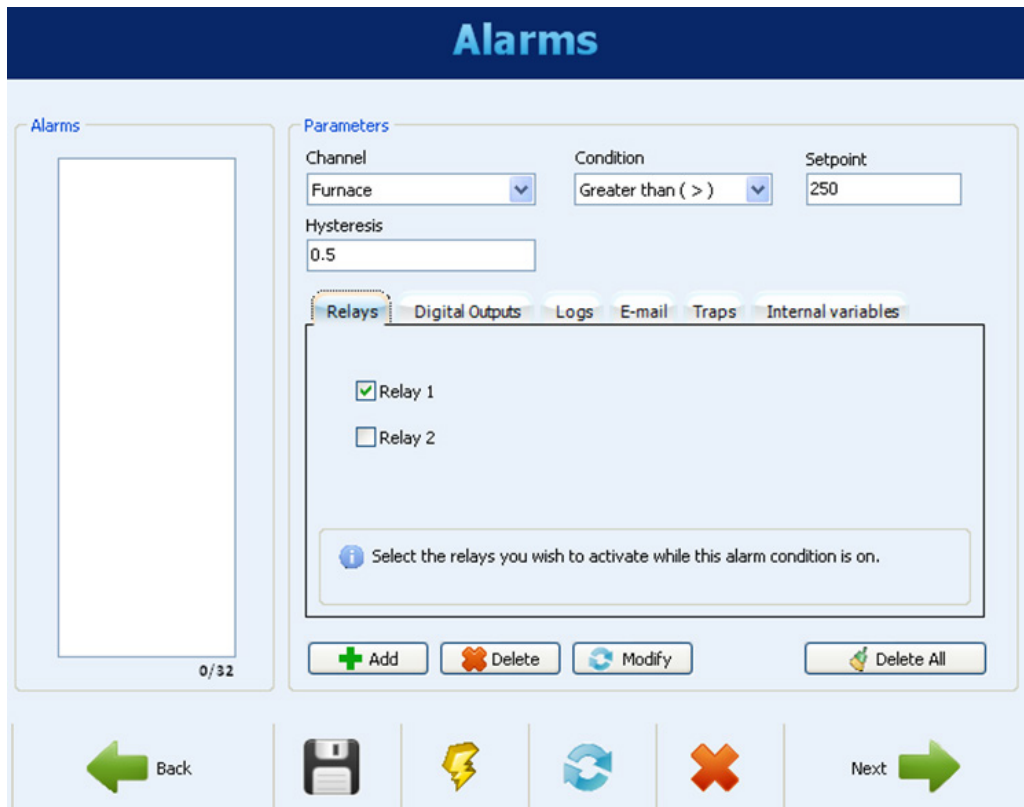 Alarms
Alarms
Parameters
Channel
Condition
Setpoint
Furnace
Greater than ( > )
250
Hysteresis
0.5
Relays
Digital Outputs
Logs
E-mail
Traps
Internal variables
Relay 1
Relay 2
Select the relays you wish to activate while this alarm condition is on.
0/32
Add
Delete
Modify
Delete All
Back
Next